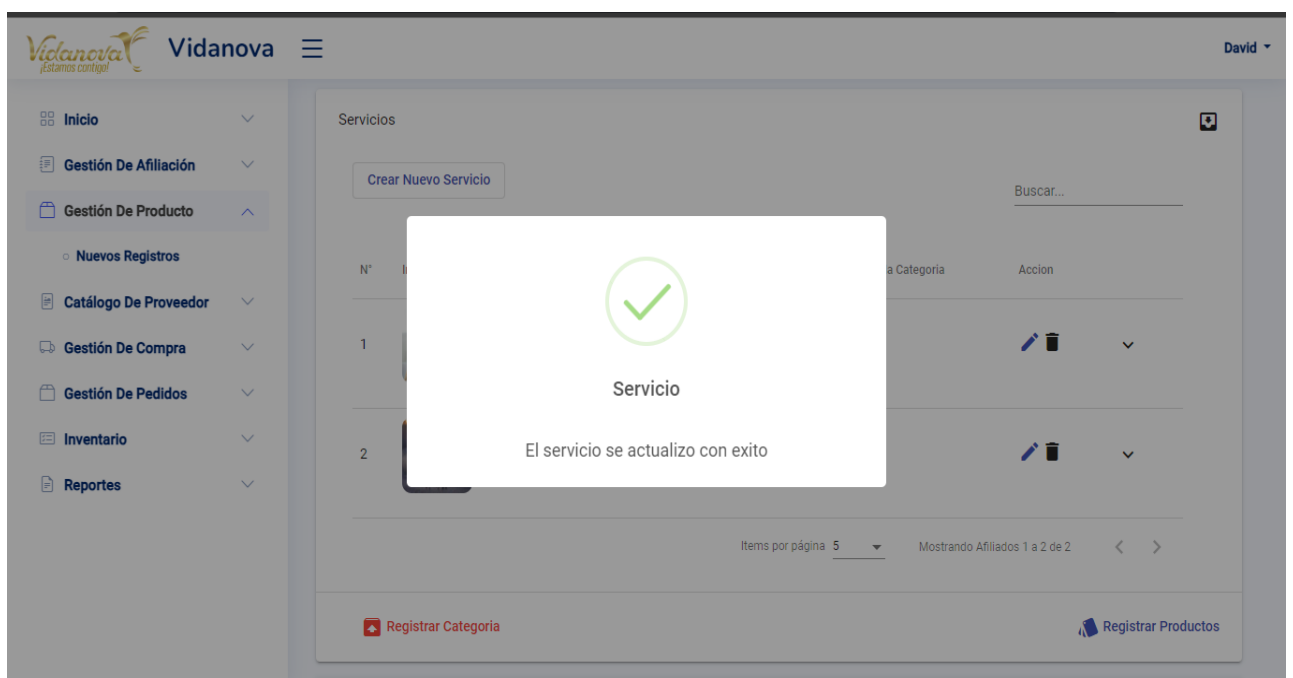 Vidanova
¡Estamos contigo!
Vidanova
David
Inicio
Gestión De Afiliación
Gestión De Producto
Nuevos Registros
Catálogo De Proveedor
Gestión De Compra
Gestión De Pedidos
Inventario
Reportes
Servicios
Crear Nuevo Servicio
Buscar...
N° a Categoria Accion
1
Servicio
El servicio se actualizo con exito
2
Items por página 5 Mostrando Afiliados 1 a 2 de 2
Registrar Categoria Registrar Productos